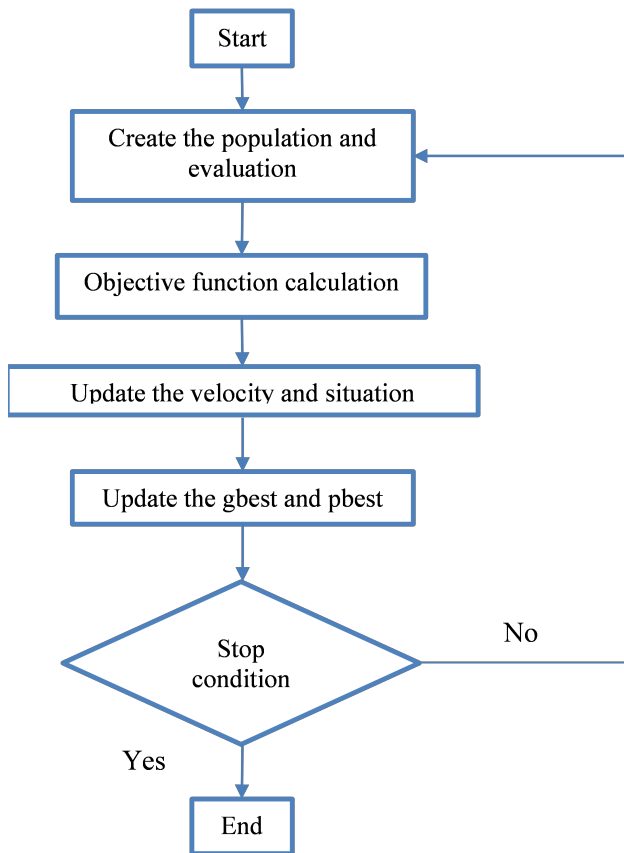 Start
Create the population and
evaluation
Objective function calculation
Update the velocity and situation
Update the gbest and pbest
Stop
condition
No
Yes
End